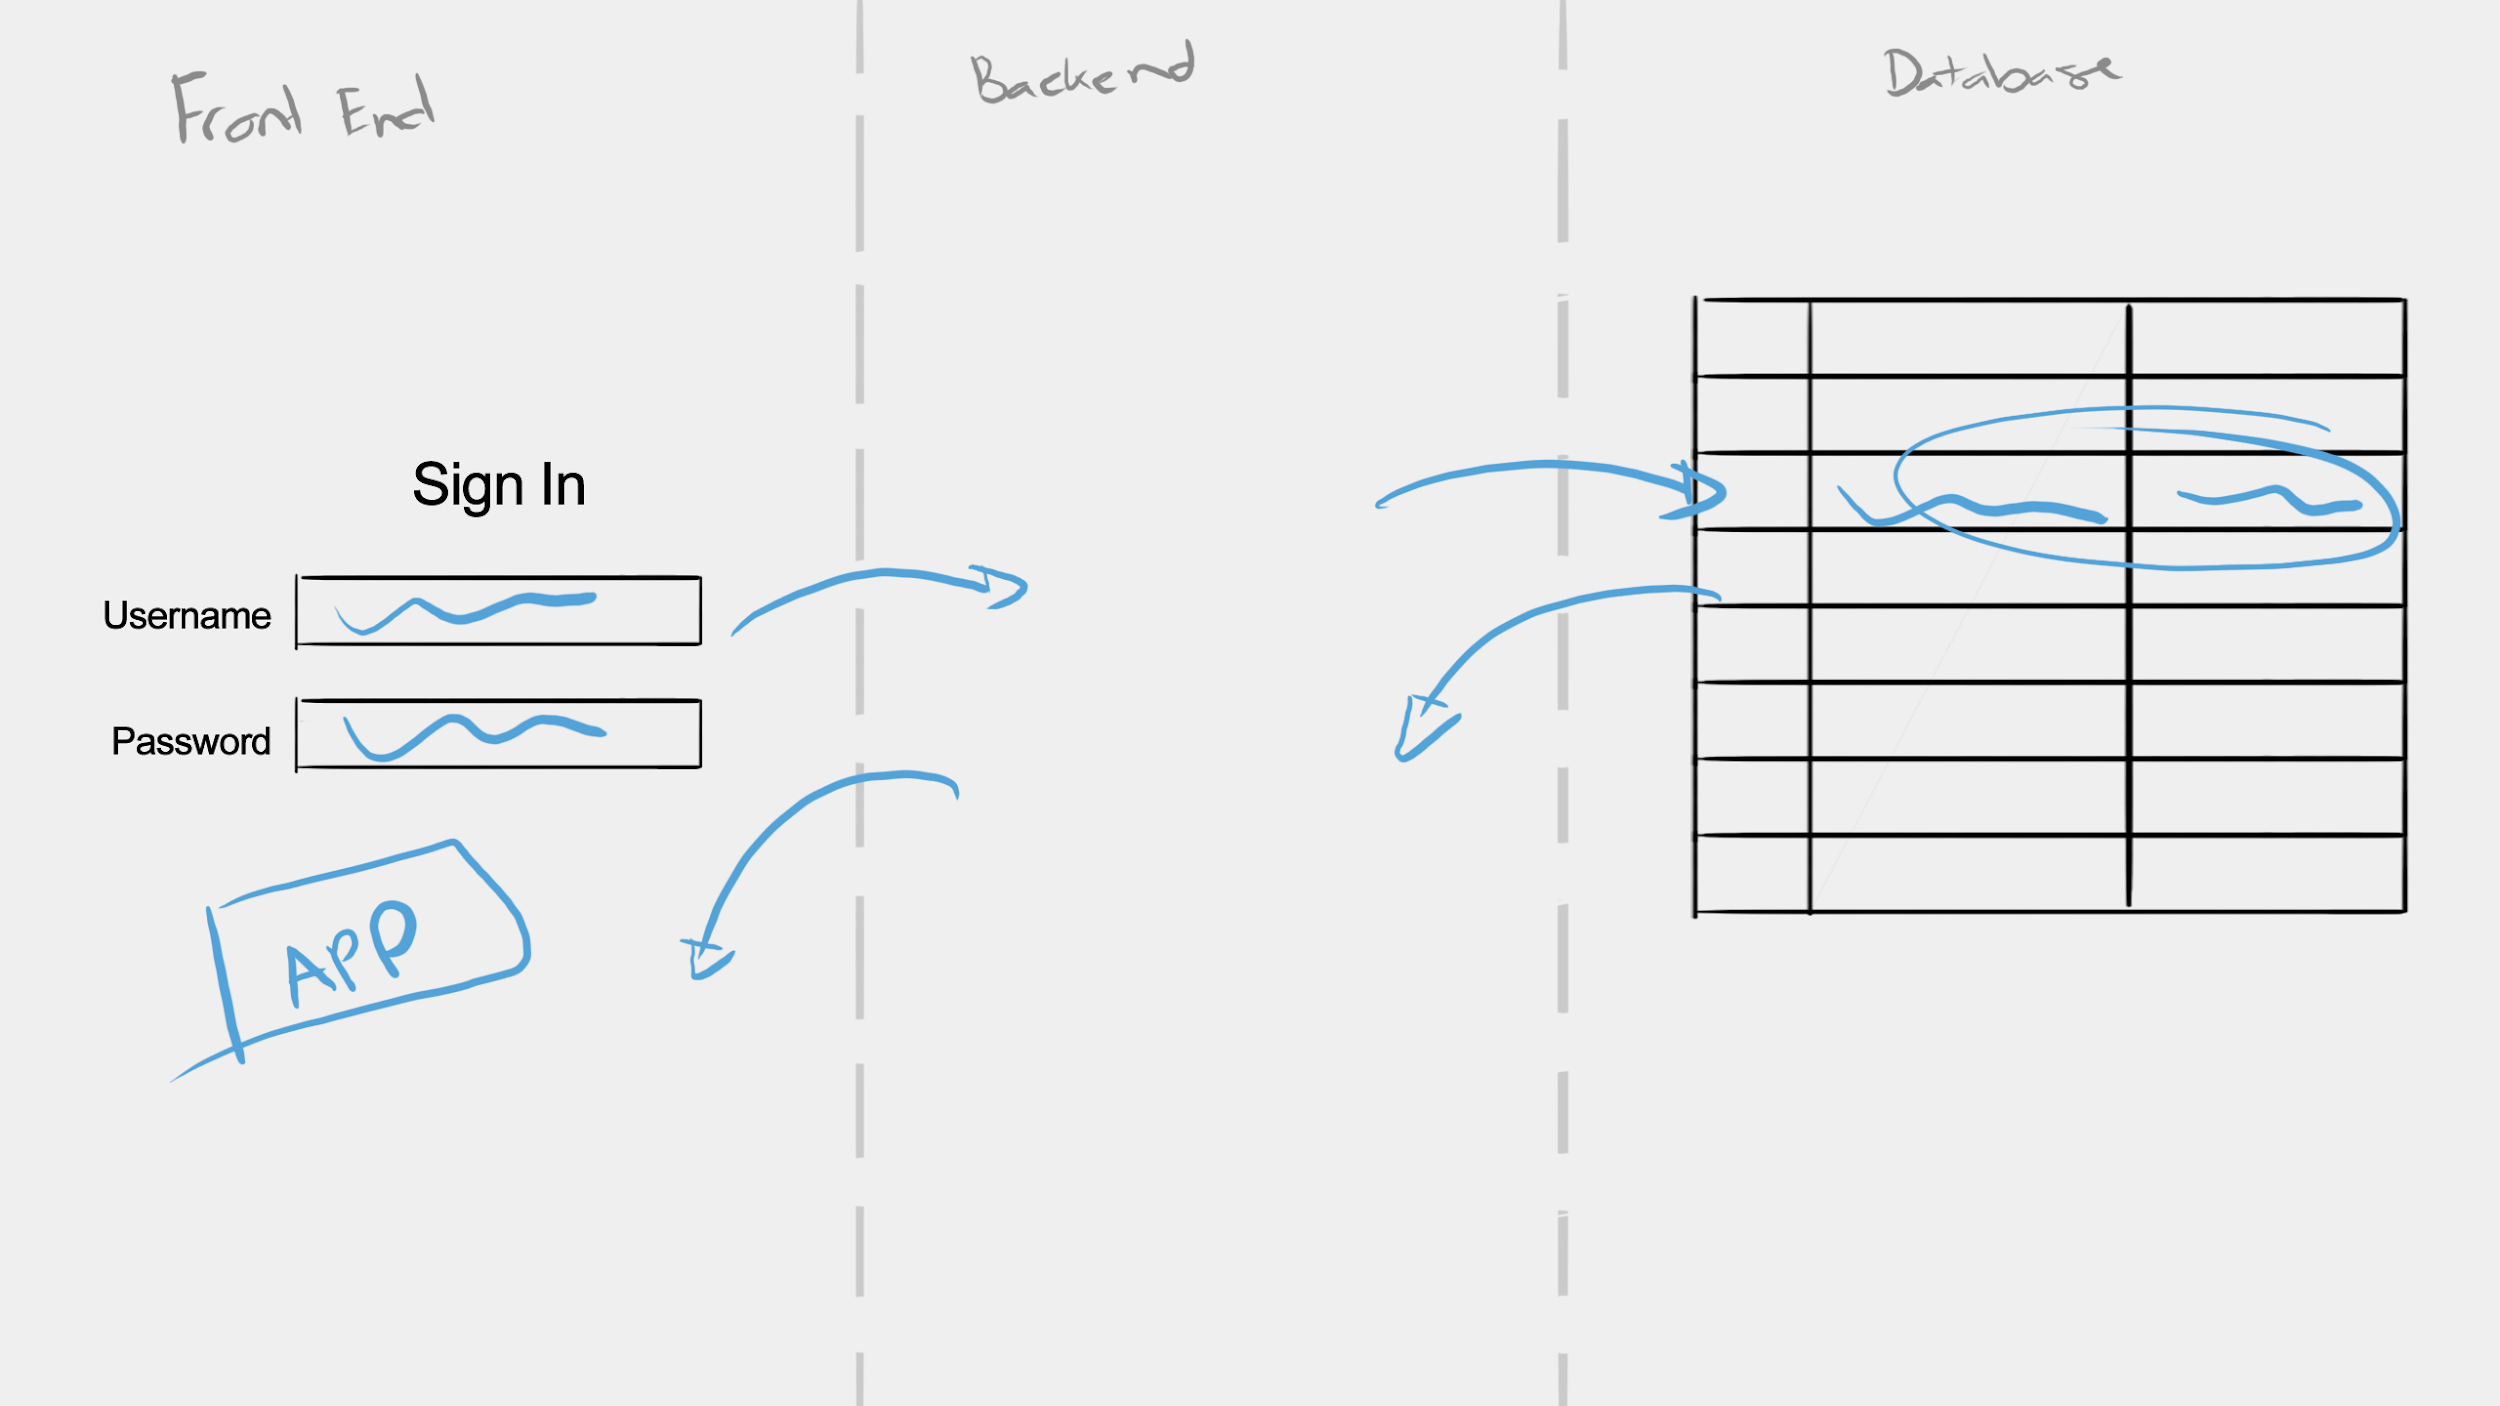 Front End
Backend
Database
Sign In
Username
Password
APP